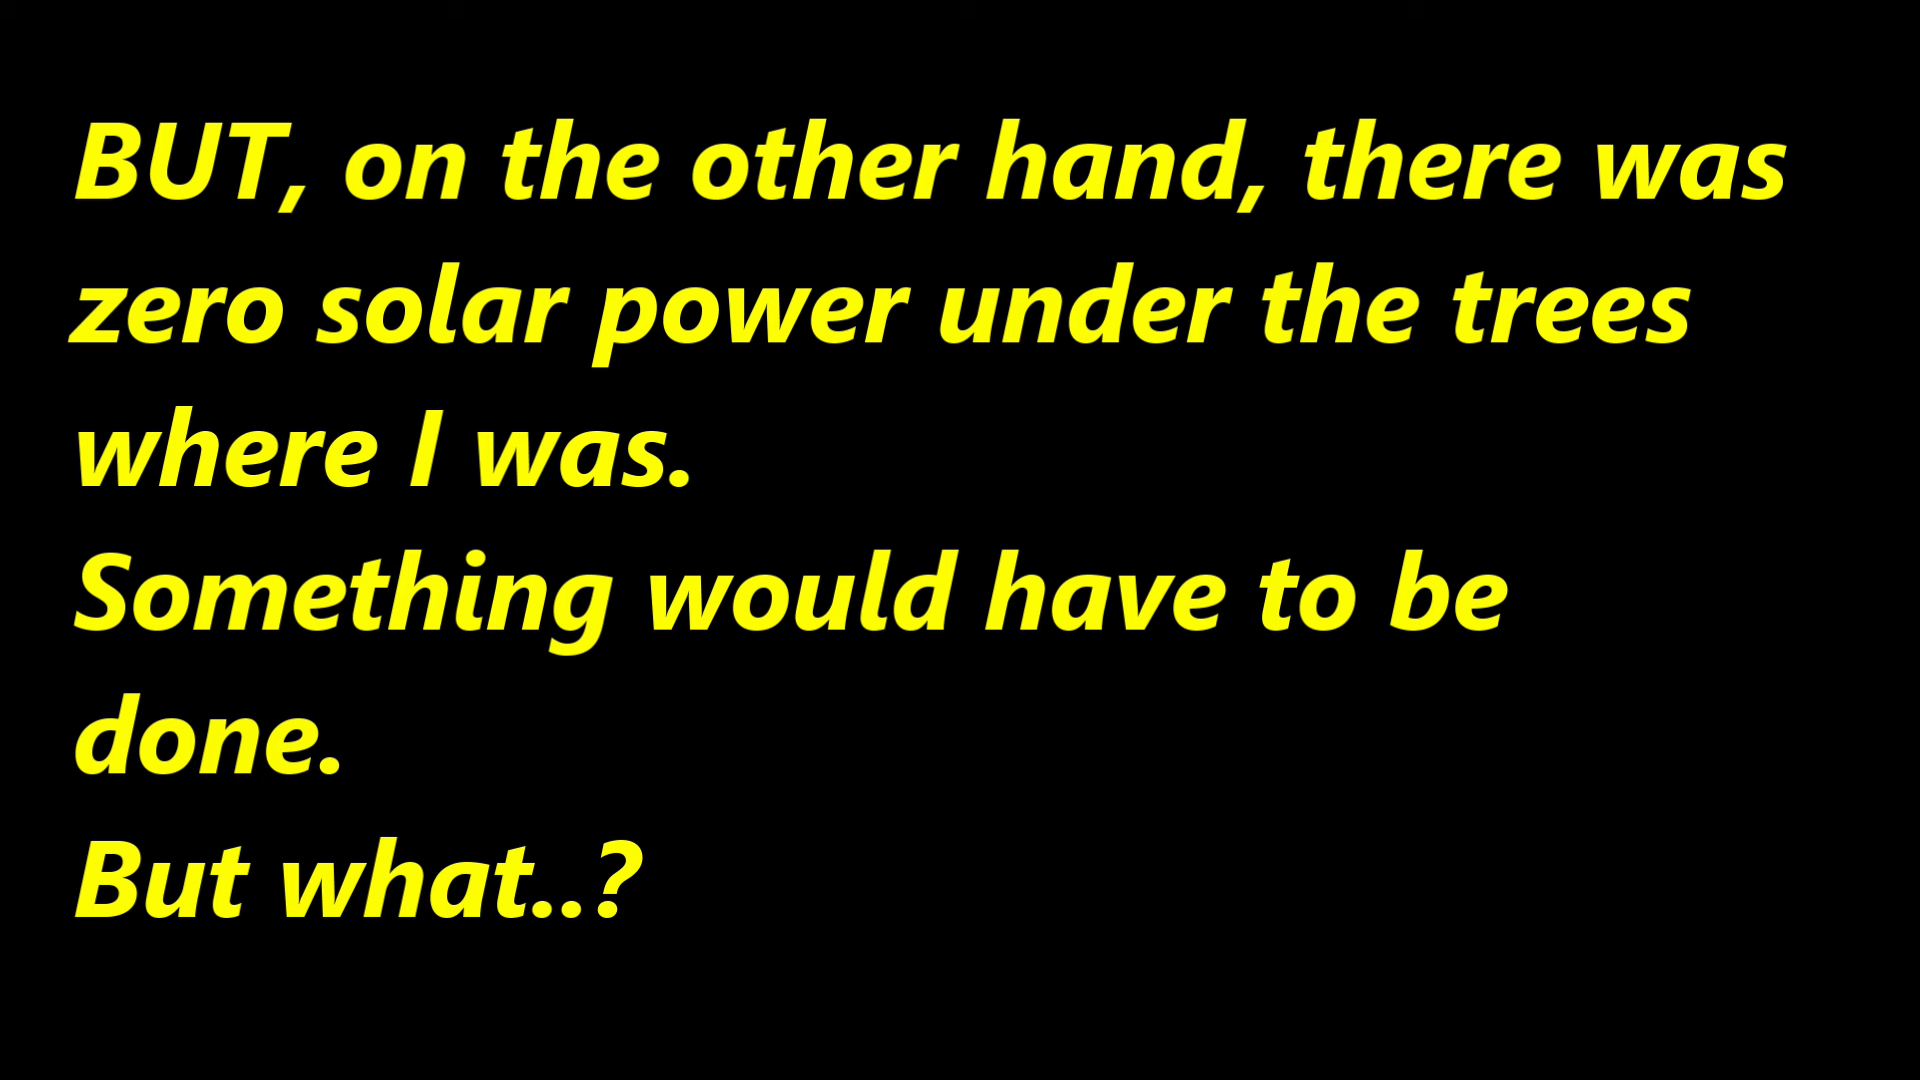 BUT, on the other hand, there was
zero solar power under the trees
where I was.
Something would have to be
done.
But what..?